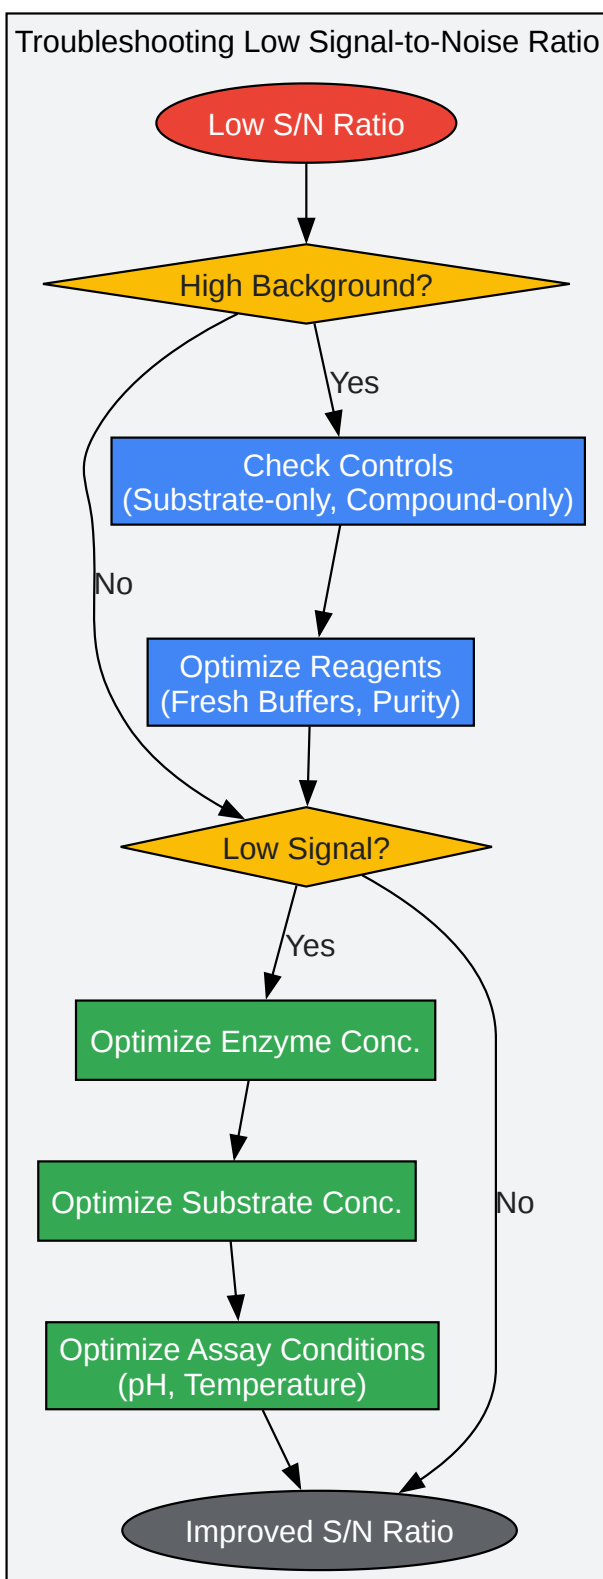 Troubleshooting Low Signal-to-Noise Ratio
Low S/N Ratio
High Background?
Yes
Check Controls
(Substrate-only, Compound-only)
No
Optimize Reagents
(Fresh Buffers, Purity)
Low Signal?
Yes
Optimize Enzyme Conc.
Optimize Substrate Conc.
No
Optimize Assay Conditions
(pH, Temperature)
Improved S/N Ratio